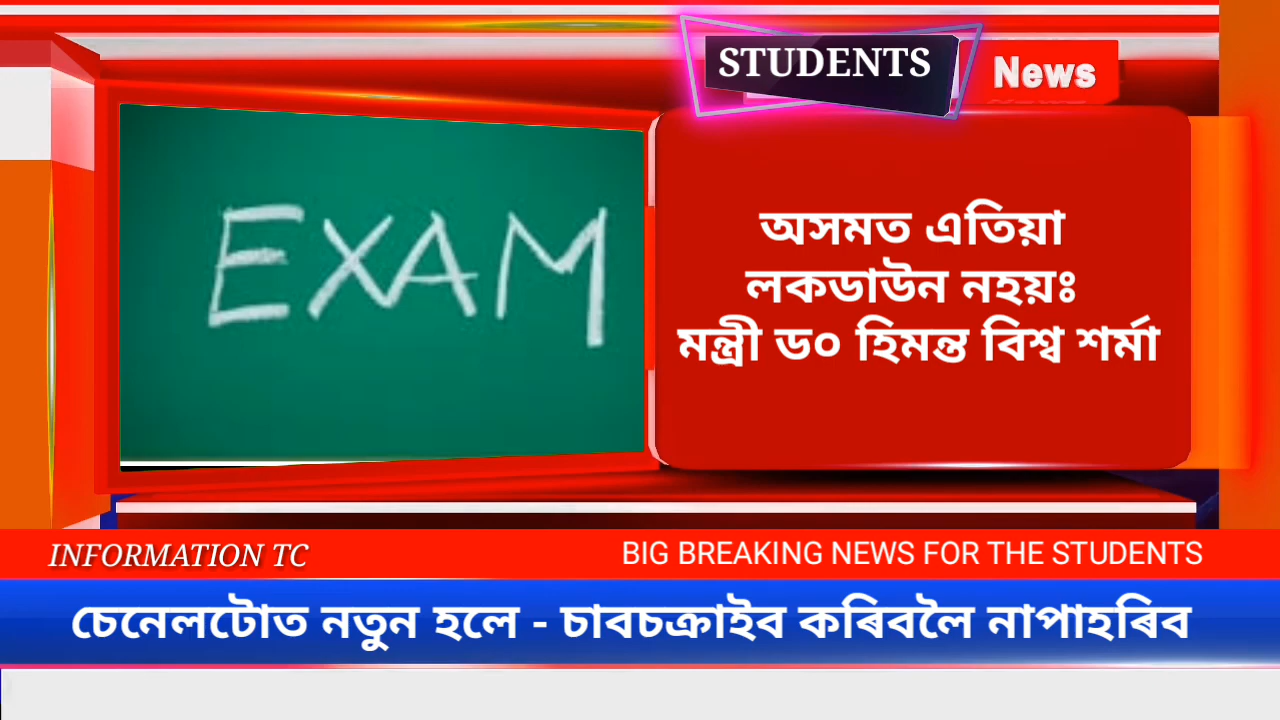 STUDENTS
News
EXAM
অসমত এতিয়া
লকডাউন নহয়ঃ
মন্ত্ৰী ড০ হিমন্ত বিশ্ব শৰ্মা
INFORMATION TC
BIG BREAKING NEWS FOR THE STUDENTS
চেনেলটোত নতুন হলে - চাবচক্ৰাইব কৰিবলৈ নাপাহৰিব